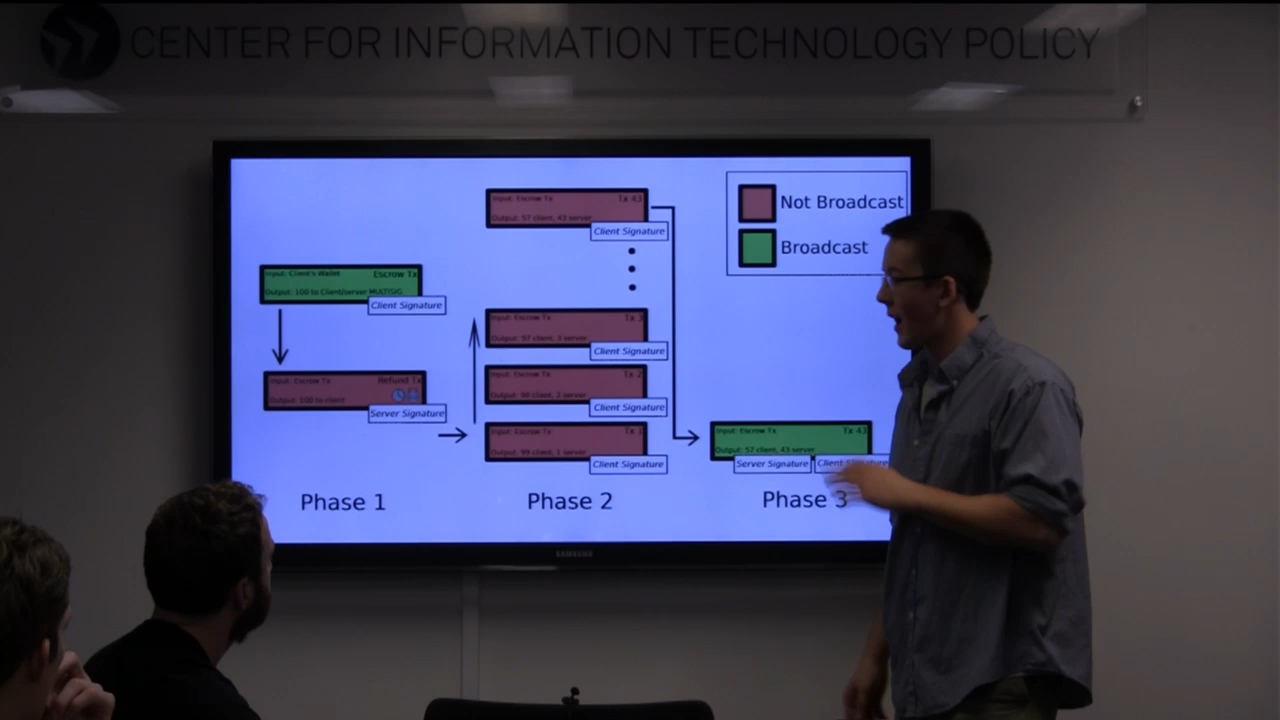 CENTER FOR INFORMATION TECHNOLOGY POLICY
Input: Client's Wallet Escrow Tx
Output: 100 to Client/server MULTISIG
Client Signature
Input: Escrow Tx Refund Tx
Output: 100 to client
Server Signature
Phase 1
Input: Escrow Tx Tx 43
Output: 57 client, 43 server
Client Signature
Input: Escrow Tx Tx 3
Output: 97 client, 3 server
Client Signature
Input: Escrow Tx Tx 2
Output: 98 client, 2 server
Client Signature
Input: Escrow Tx Tx
Output: 99 client, 1 server
Client Signature
Phase 2
Not Broadcast
Broadcast
Input: Escrow Tx Tx 43
Output: 57 client, 43 server
Server Signature Client Signature
Phase 3
SAMSUNG